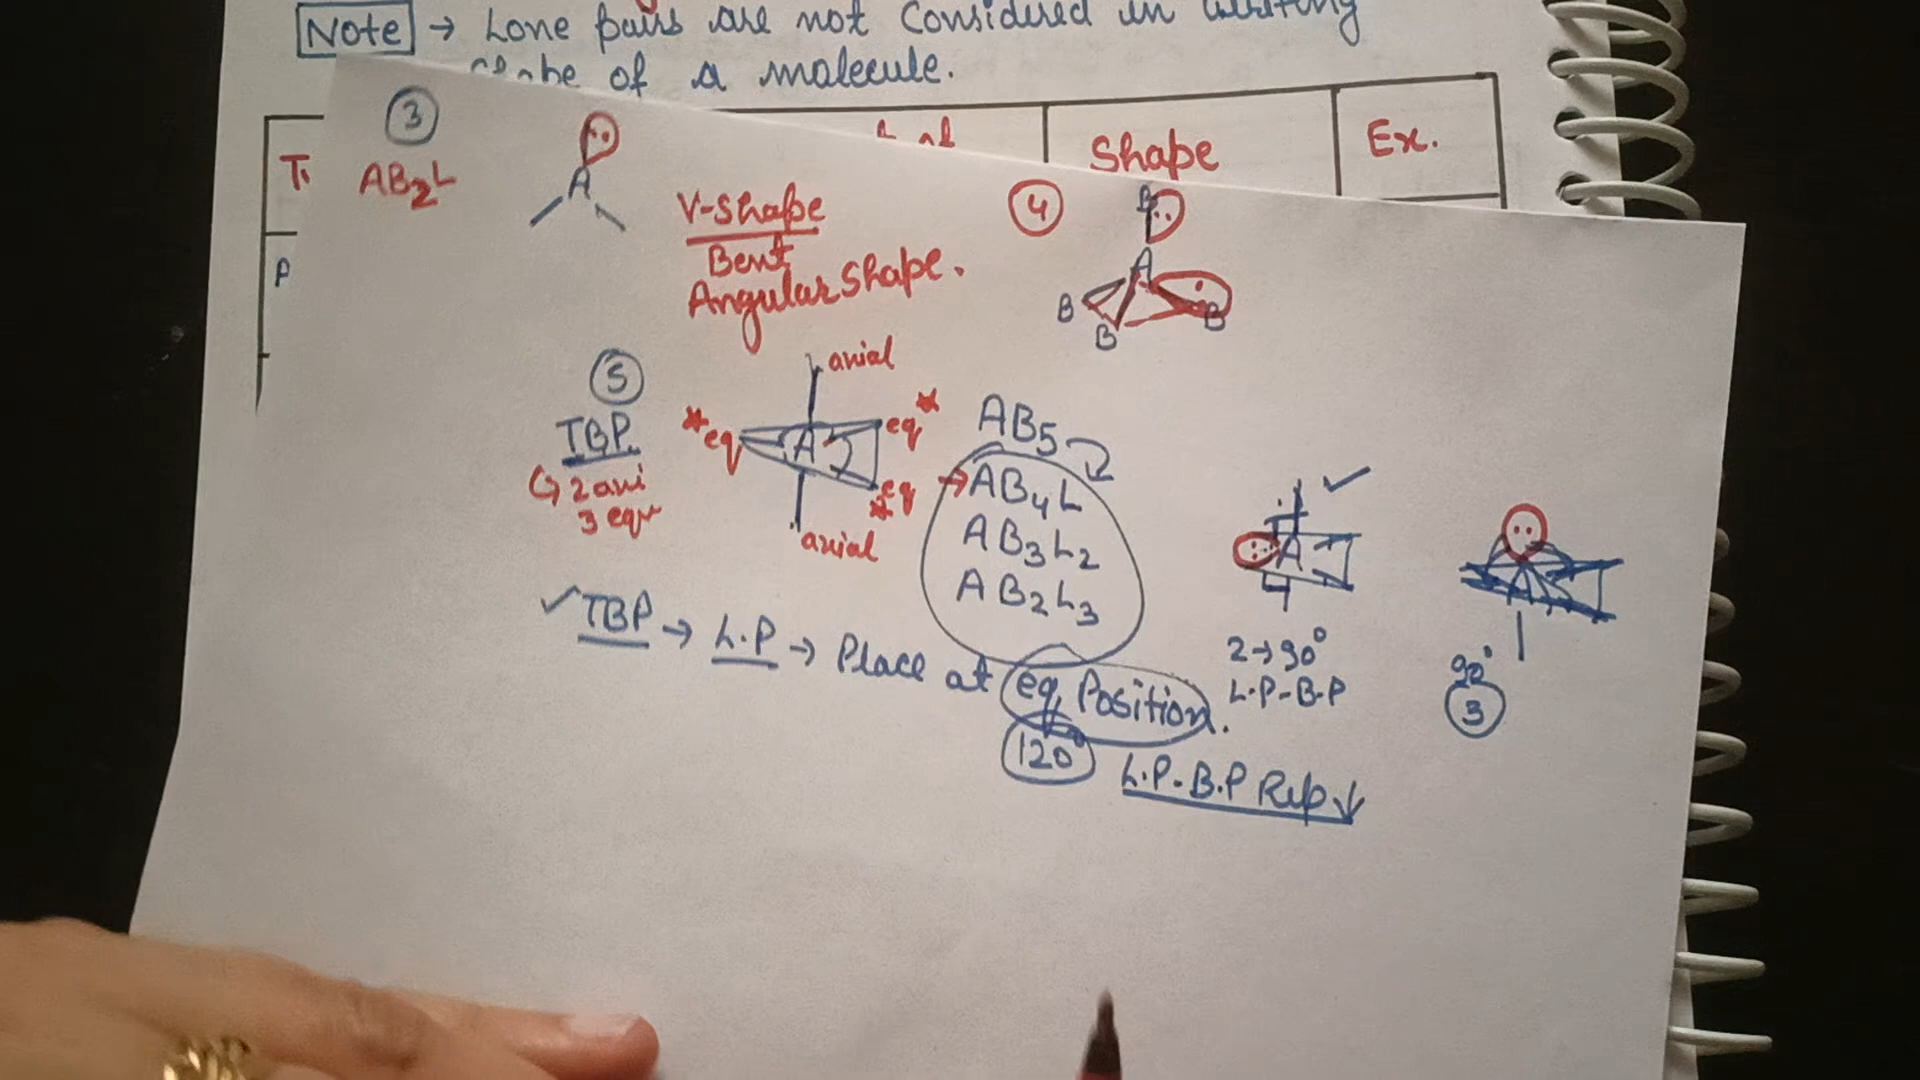 Note → Lone pairs are not Considered in writing
shape of a molecule.
Shape
Ex.
3
AB2L
A
V-shape
Bent
Angular Shape.
4
B
A
B
B
B
5
TBP.
↳ 2 axi
3 equ
axial
*eq
A
eq*
eq
*
axial
AB5
→AB4L
AB3L2
AB2L3
A
2→90°
L.P-B.P
A
90°
3
✓TBP → L.P → Place at eq. Position.
120°
L.P-B.P Rep↓